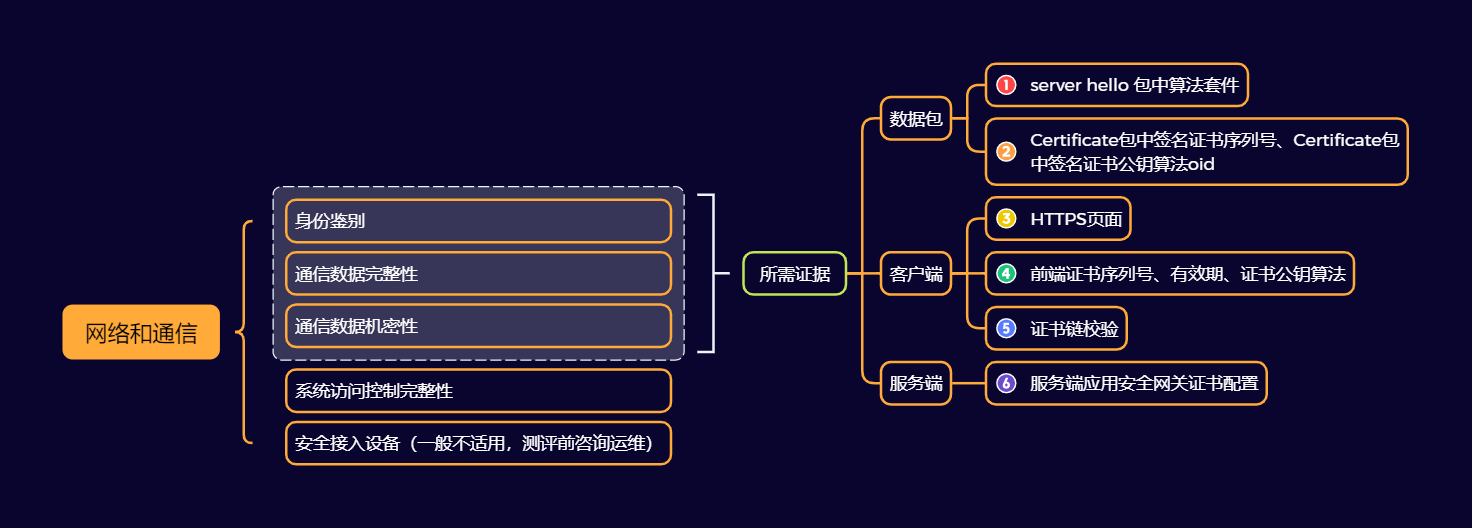 网络和通信
身份鉴别
通信数据完整性
通信数据机密性
系统访问控制完整性
安全接入设备（一般不适用，测评前咨询运维）
所需证据
数据包
1 server hello 包中算法套件
2 Certificate包中签名证书序列号、Certificate包
中签名证书公钥算法oid
客户端
3 HTTPS页面
4 前端证书序列号、有效期、证书公钥算法
5 证书链校验
服务端
6 服务端应用安全网关证书配置